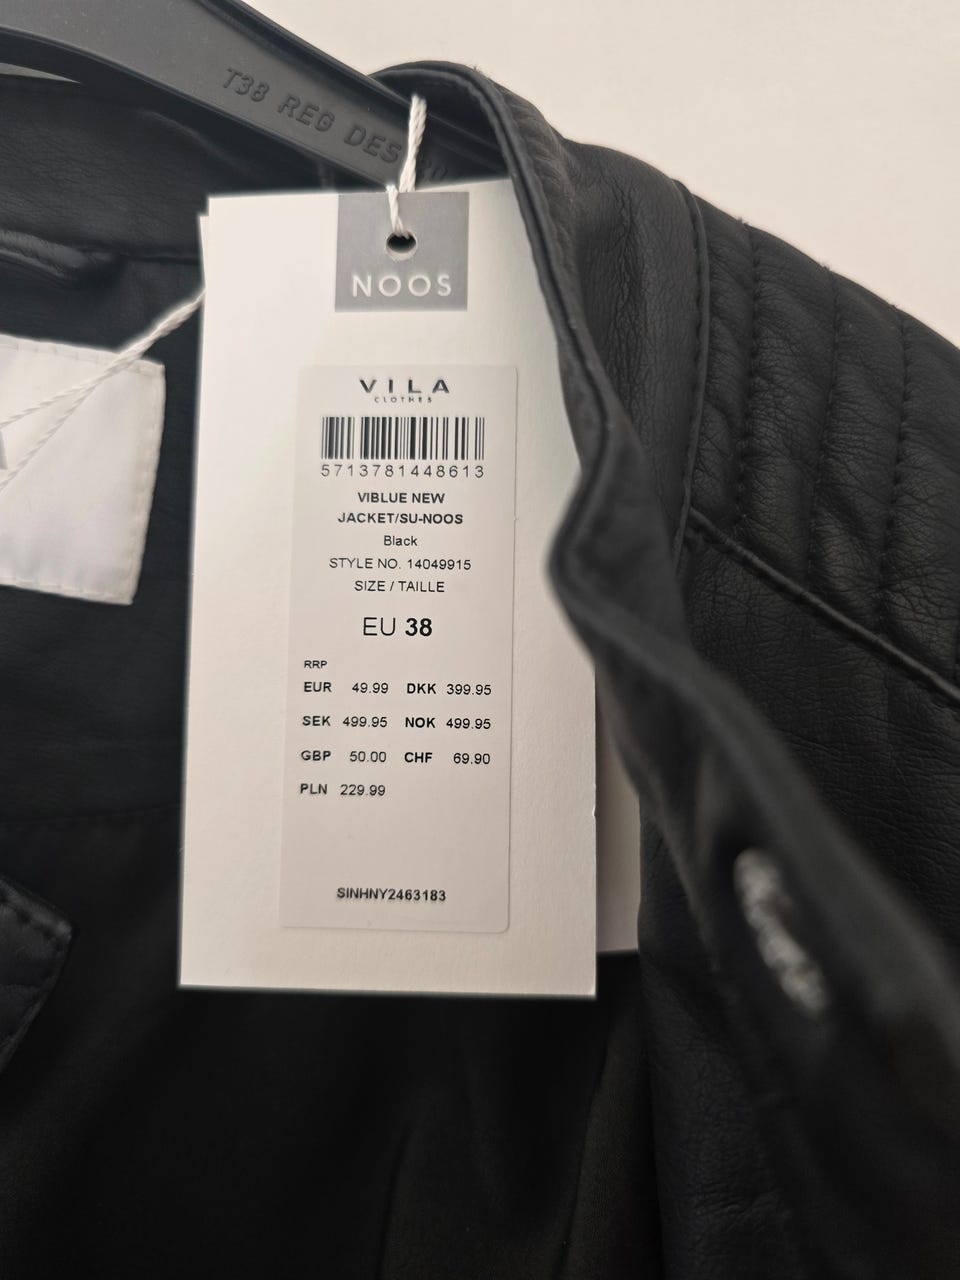 T38 REG DES
NOOS
VILA
CLOTHES
5713781448613
VIBLUE NEW
JACKET/SU-NOOS
Black
STYLE NO. 14049915
SIZE / TAILLE
EU 38
RRP
EUR 49.99 DKK 399.95
SEK 499.95 NOK 499.95
GBP 50.00 CHF 69.90
PLN 229.99
SINHNY2463183